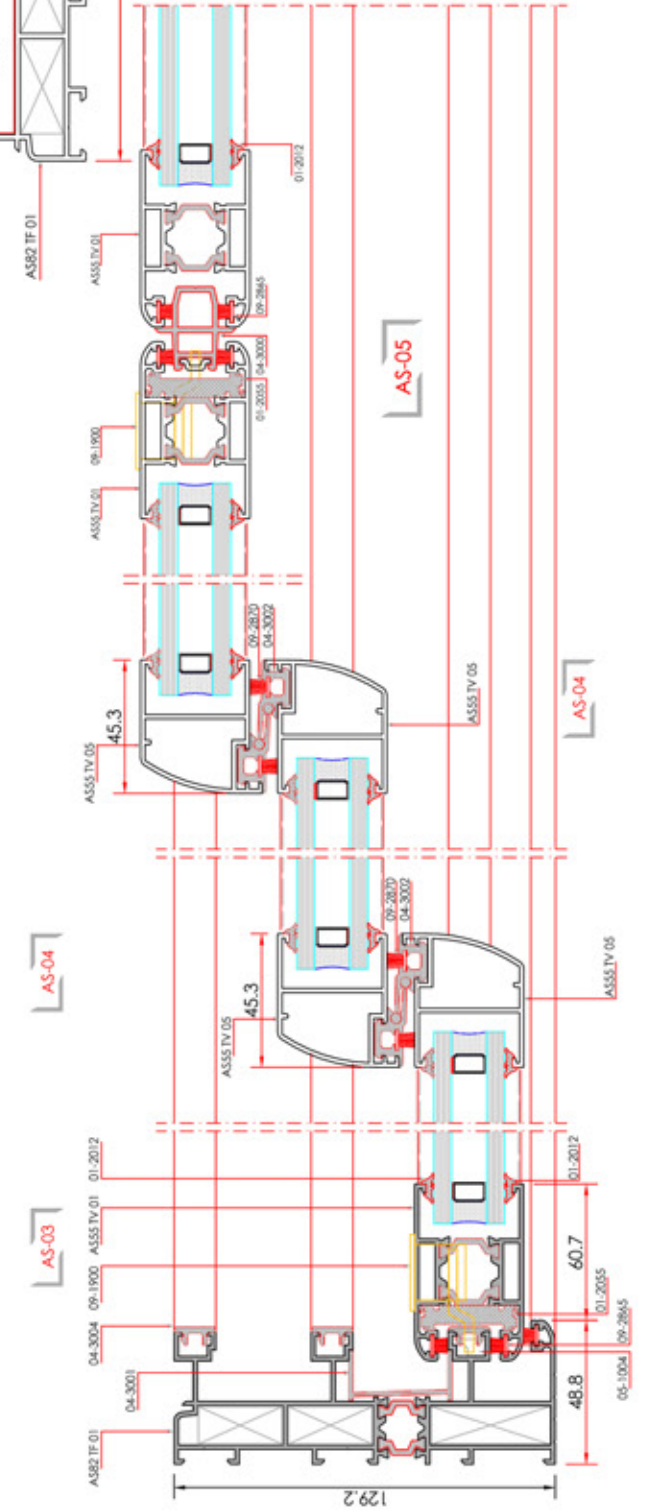 AS82 TF 01
01-2012
AS55 TV 01
09-2865
04-3000
01-2055
09-1900
AS55 TV 01
AS-05
09-2870
04-3002
45.3
AS55 TV 05
AS55 TV 05
AS-04
09-2870
04-3002
AS-04
45.3
AS55 TV 05
AS55 TV 05
01-2012
AS55 TV 01
AS-03
09-1900
04-3004
04-3001
AS82 TF 01
01-2012
60.7
01-2055
09-2865
05-1004
48.8
129.2